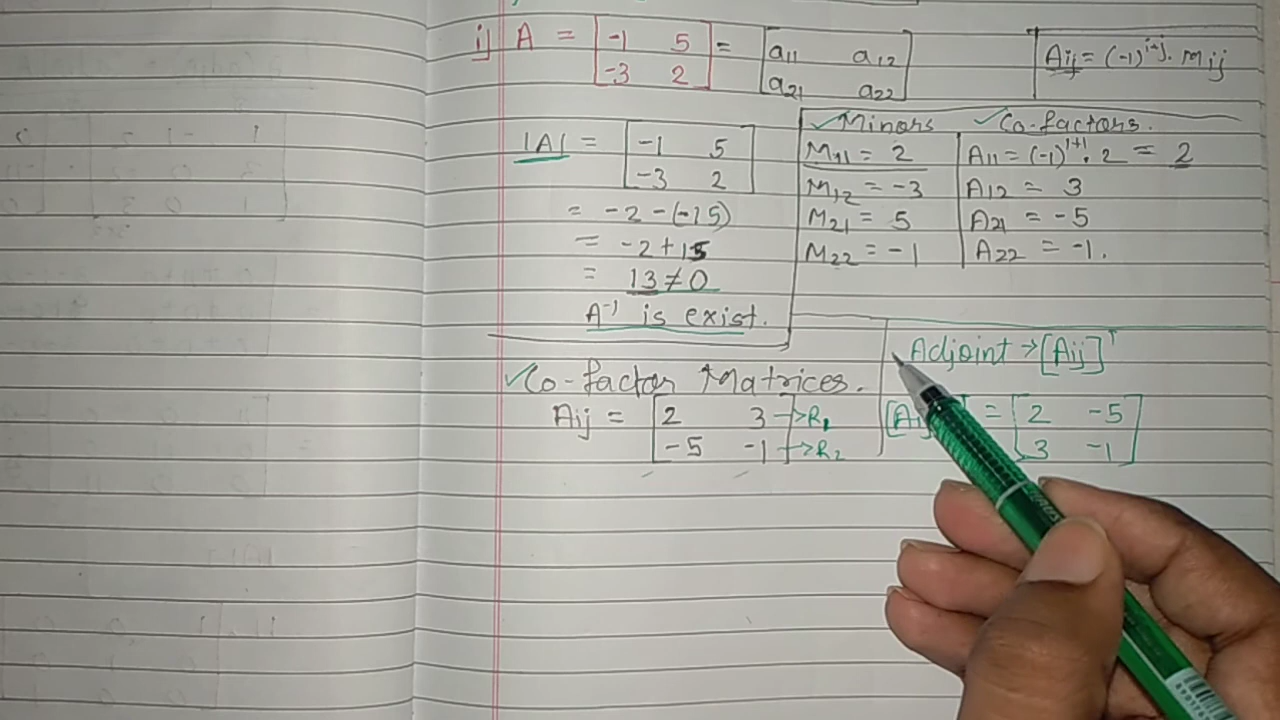 i) A = [-1 5 = [a11 a12
-3 2] a21 a22]
Aij = (-1)^i+j . Mij
|A| = -1 5
-3 2
= -2 - (-15)
= -2 + 15
= 13 ≠ 0
A^-1 is exist.
✓Minors ✓Co-factors.
M11 = 2 A11 = (-1)^1+1 . 2 = 2
M12 = -3 A12 = 3
M21 = 5 A21 = -5
M22 = -1 A22 = -1.
✓Co-factor Matrices.
Aij = [2 3 →R1
-5 -1] →R2
Adjoint → [Aij]^T
= [2 -5
3 -1]